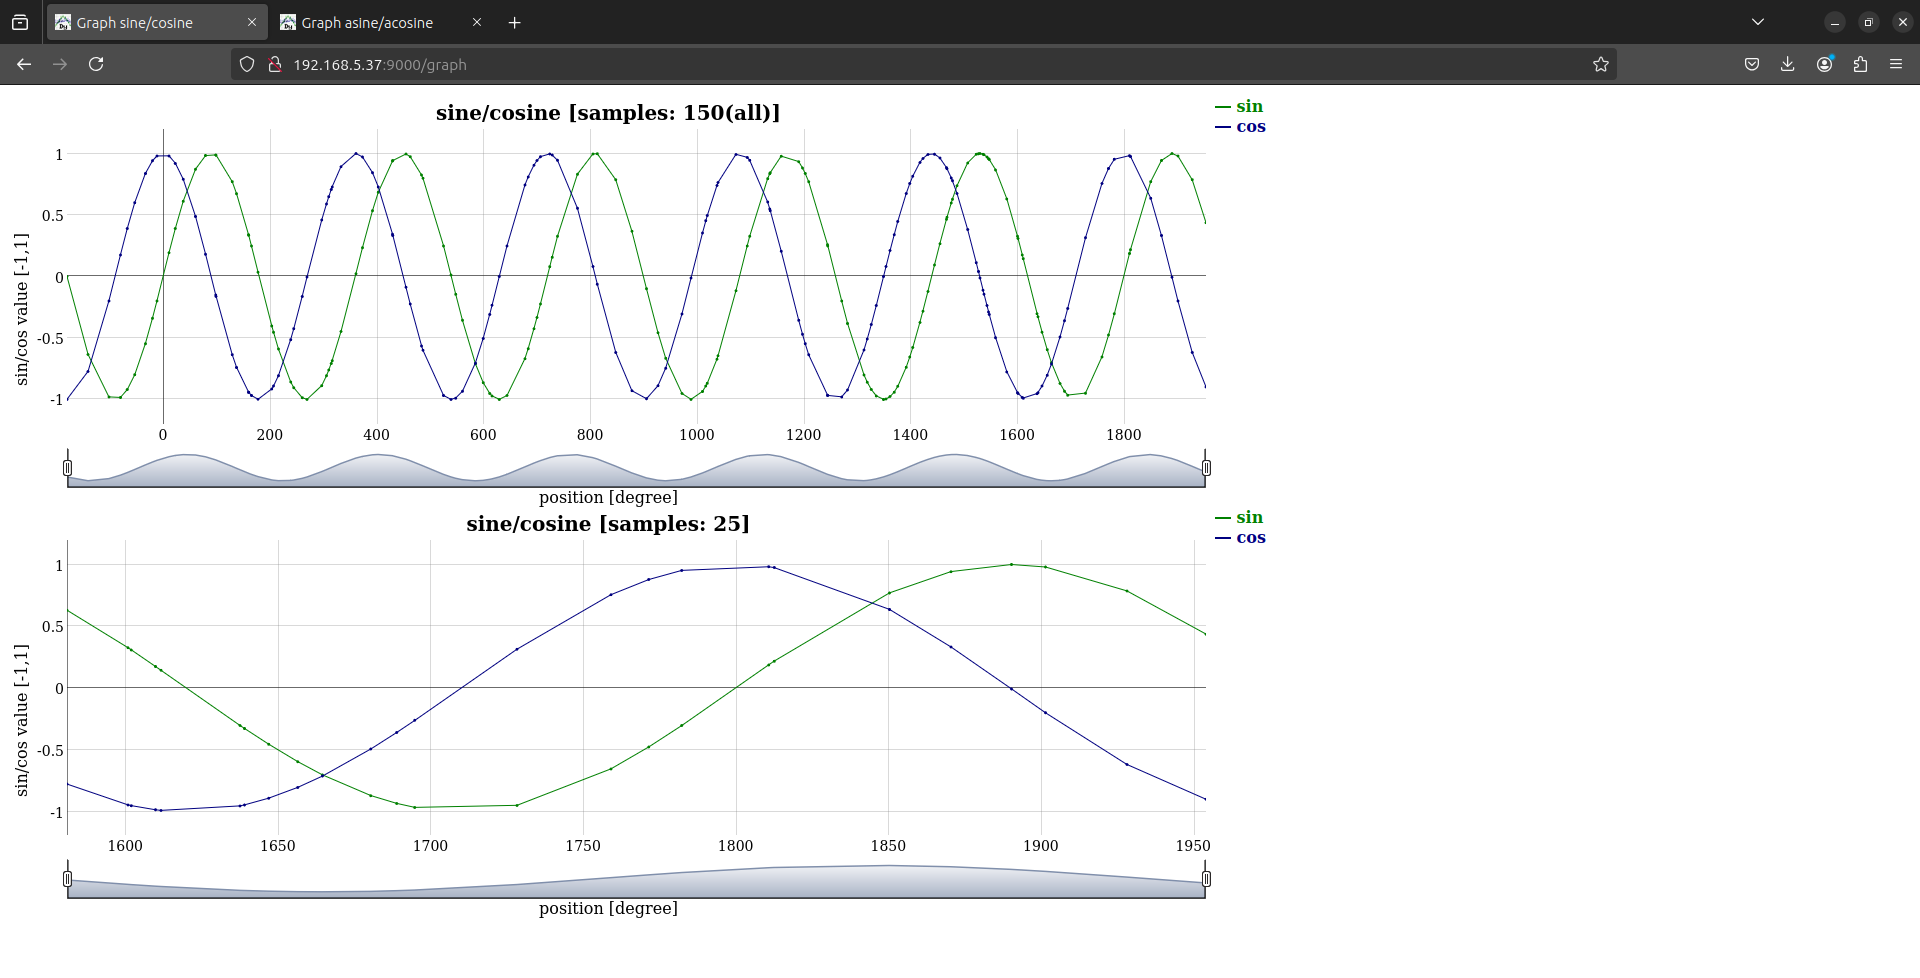 Graph sine/cosine
Graph asine/acosine
192.168.5.37:9000/graph
sine/cosine [samples: 150(all)]
sin
cos
sin/cos value [-1,1]
1
0.5
0
-0.5
-1
0 200 400 600 800 1000 1200 1400 1600 1800
position [degree]
sine/cosine [samples: 25]
sin
cos
sin/cos value [-1,1]
1
0.5
0
-0.5
-1
1600 1650 1700 1750 1800 1850 1900 1950
position [degree]